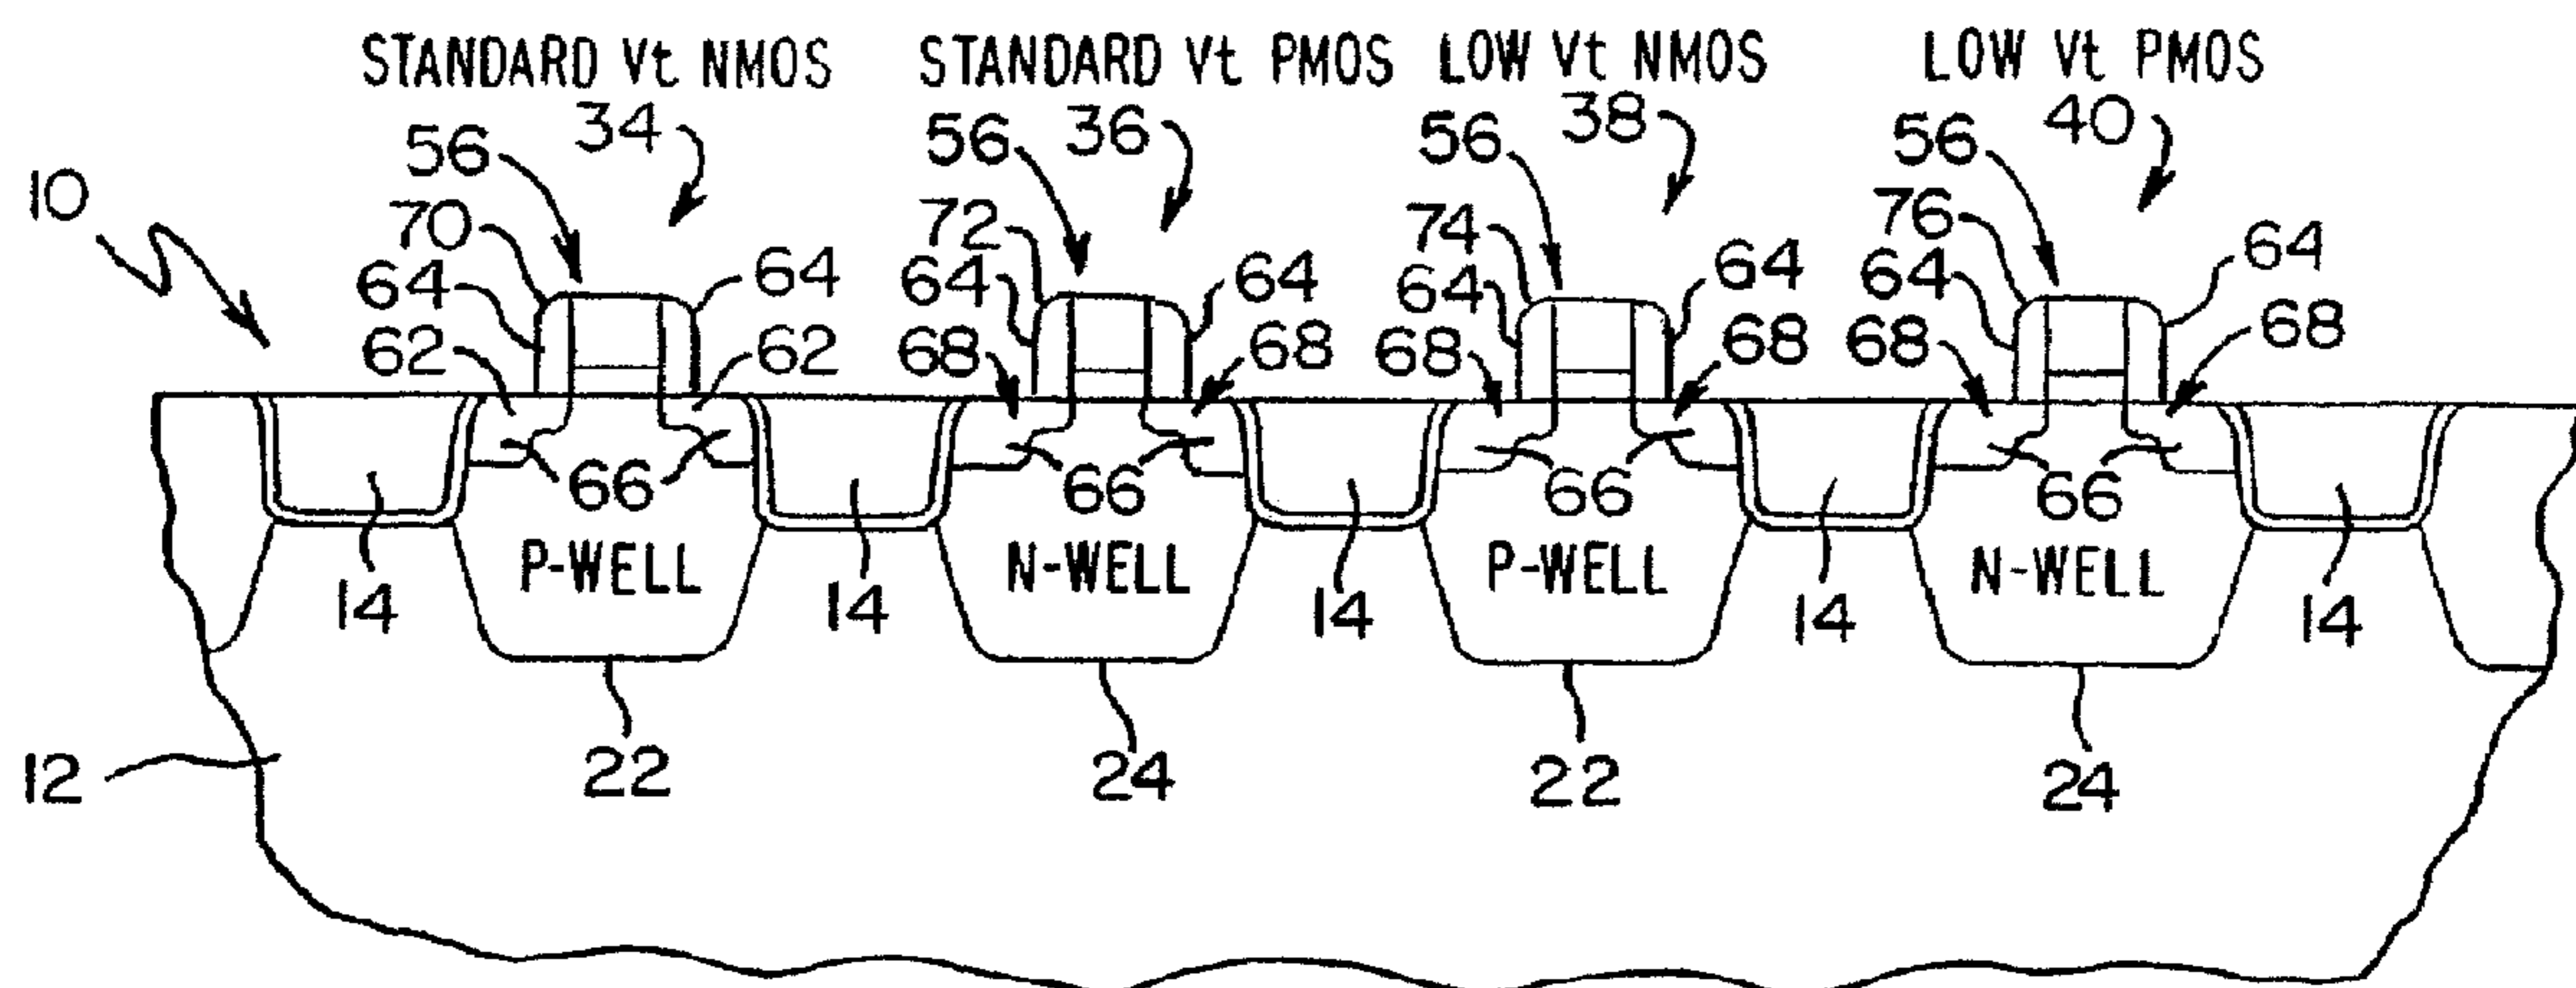 STANDARD Vt NMOS STANDARD Vt PMOS LOW Vt NMOS LOW Vt PMOS
56 34 56 36 56 38 56 40
10 70 72 74 76
64 64 64 64 64 64 64 64
62 62 68 68 68 68 68 68
66 66 66 66
P-WELL N-WELL P-WELL N-WELL
14 14 14 14 14
12 22 24 22 24